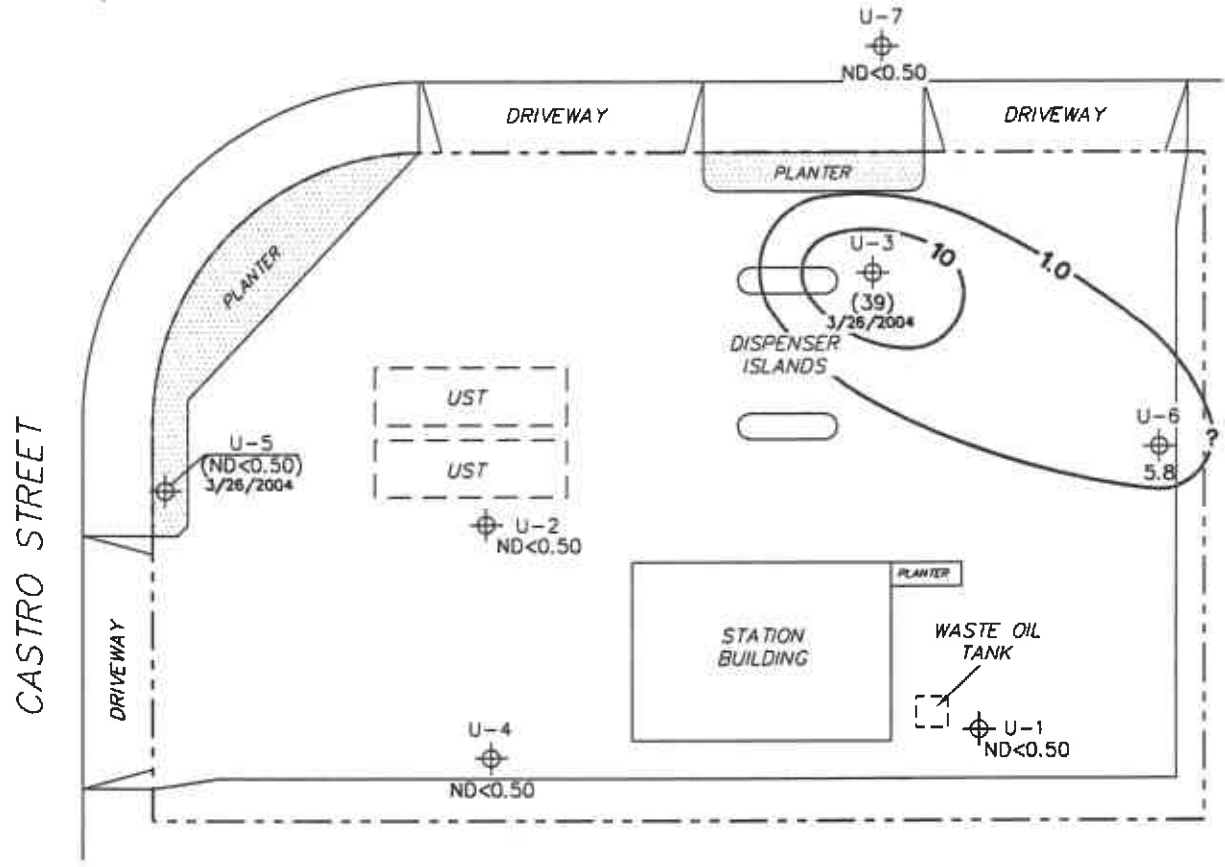 U-7
ND<0.50
DRIVEWAY
DRIVEWAY
PLANTER
PLANTER
U-3
10
1.0
(39)
3/26/2004
DISPENSER
ISLANDS
UST
UST
U-6
?
5.8
U-5
(ND<0.50)
3/26/2004
U-2
ND<0.50
CASTRO STREET
DRIVEWAY
PLANTER
STATION
BUILDING
WASTE OIL
TANK
U-1
ND<0.50
U-4
ND<0.50